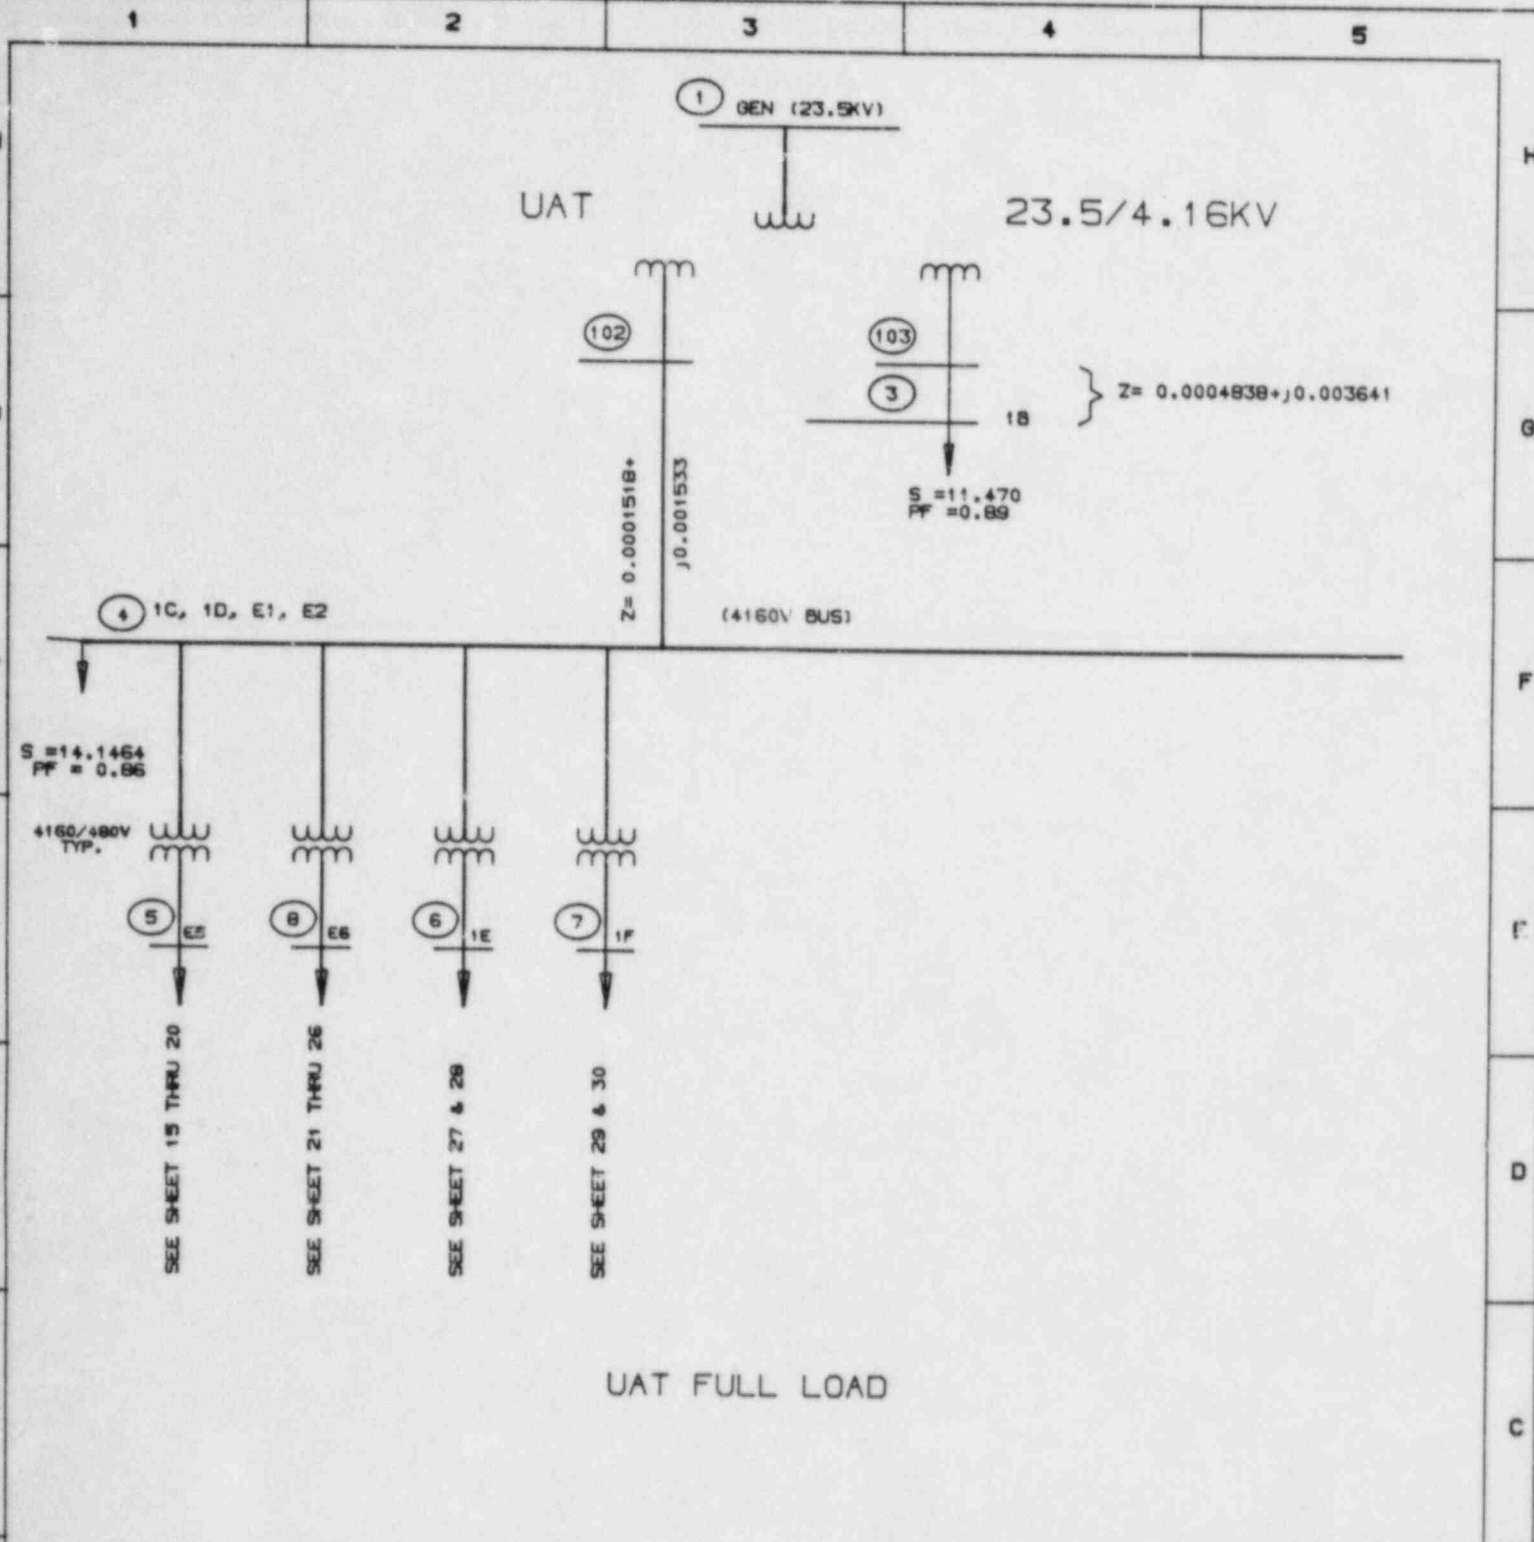 1 2 3 4 5
1 GEN (23.5KV)
H
UAT
23.5/4.16KV
102
103
3
1B
Z= 0.0004838+j0.003641
G
Z= 0.0001518+
j0.001533
S =11.470
PF =0.89
4 1C, 1D, E1, E2
(4160V BUS)
F
S =14.1464
PF = 0.86
4160/480V
TYP.
5 E5
8 E6
6 1E
7 1F
E
SEE SHEET 15 THRU 20
SEE SHEET 21 THRU 26
SEE SHEET 27 & 28
SEE SHEET 29 & 30
D
UAT FULL LOAD
C